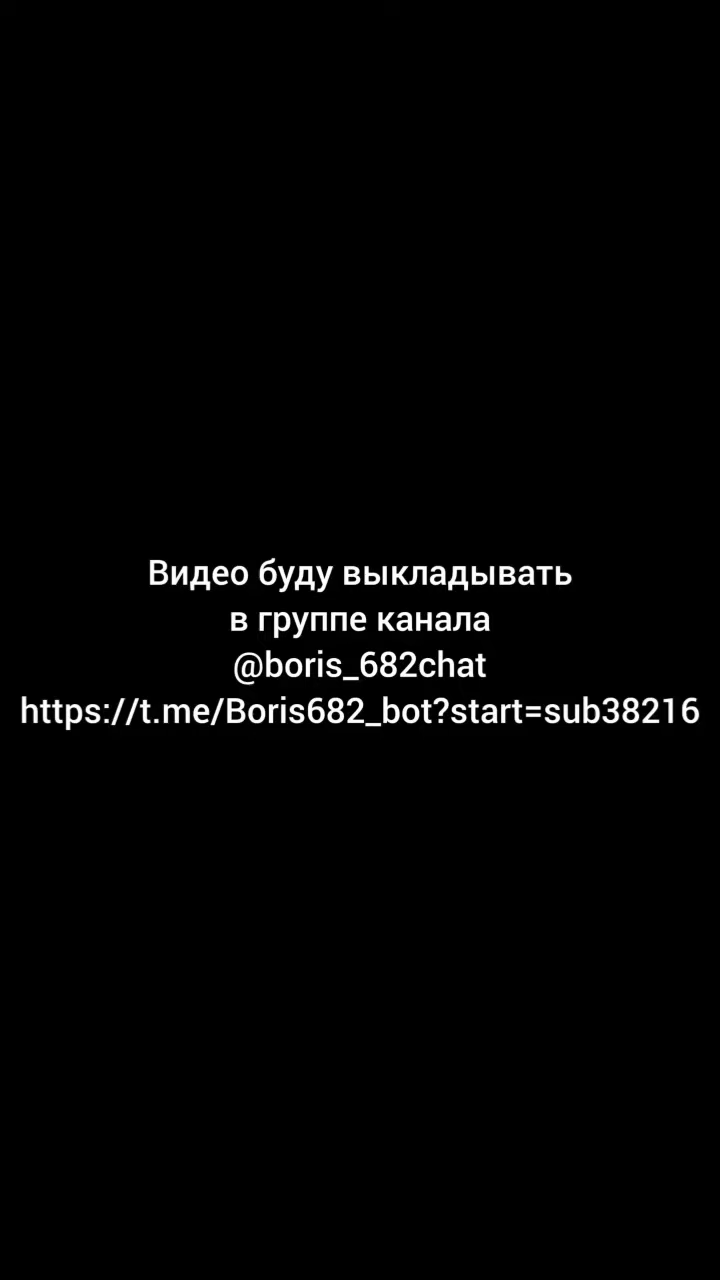 Видео буду выкладывать
в группе канала
@boris_682chat
https://t.me/Boris682_bot?start=sub38216